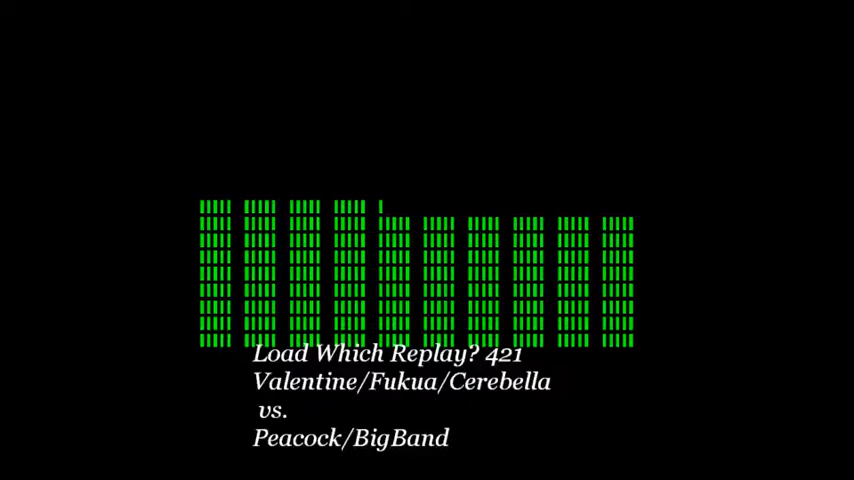 Load Which Replay? 421
Valentine/Fukua/Cerebella
vs.
Peacock/BigBand